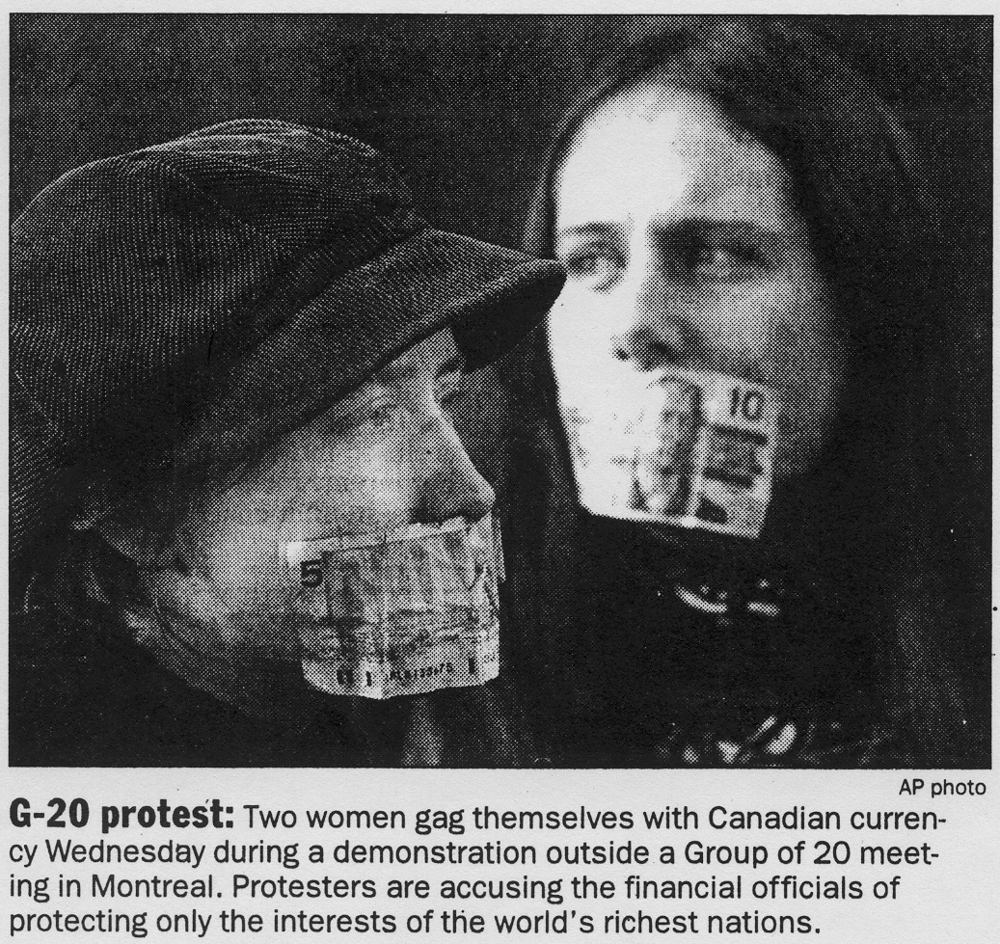 10
5
AP photo
G-20 protest: Two women gag themselves with Canadian curren-
cy Wednesday during a demonstration outside a Group of 20 meet-
ing in Montreal. Protesters are accusing the financial officials of
protecting only the interests of the world's richest nations.